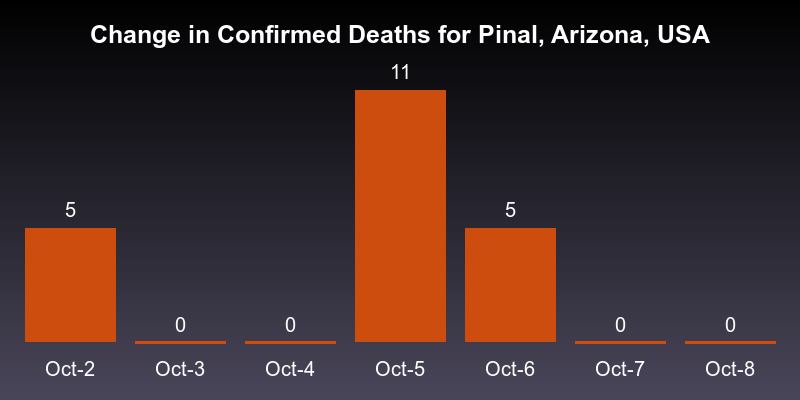 Change in Confirmed Deaths for Pinal, Arizona, USA
11
5 5
0 0 0 0
Oct-2 Oct-3 Oct-4 Oct-5 Oct-6 Oct-7 Oct-8